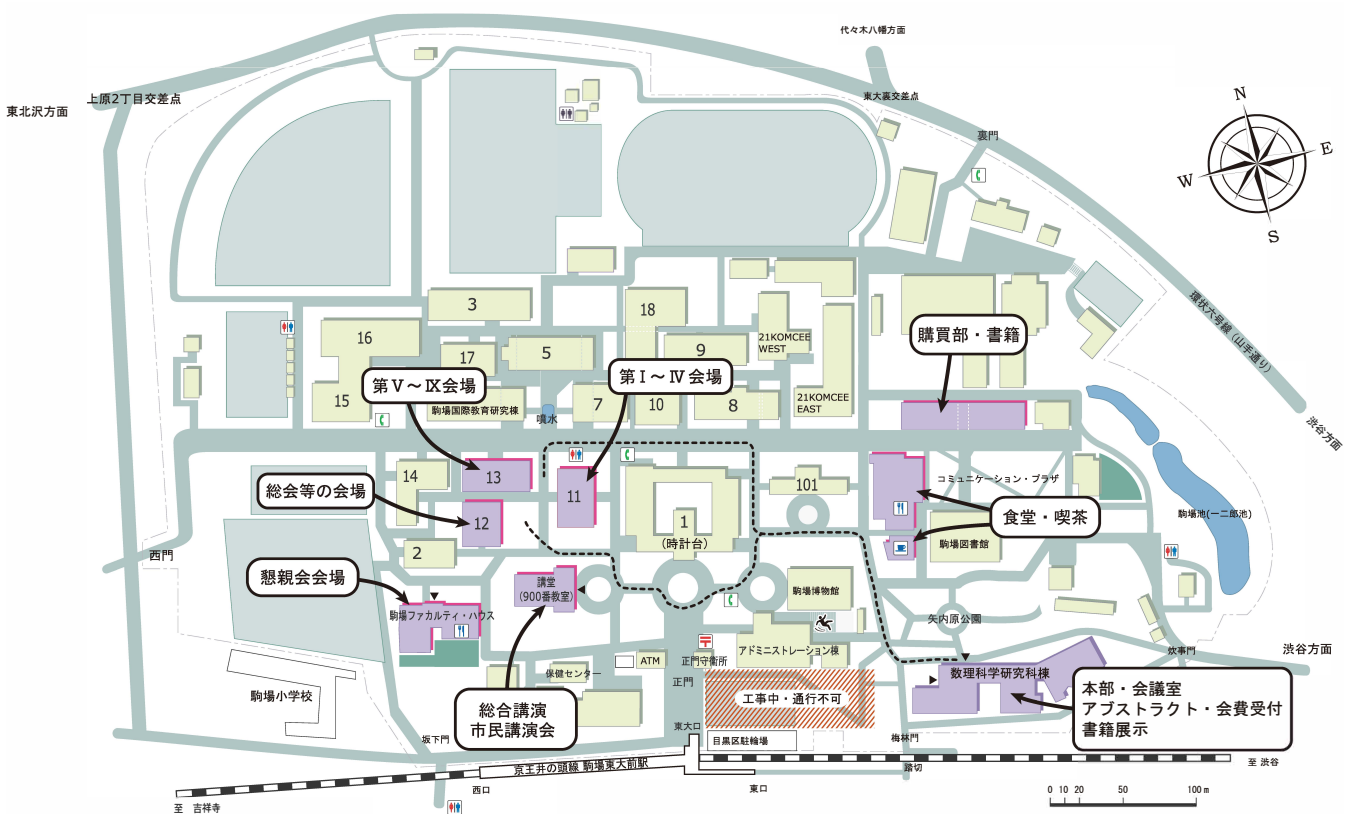 代々木八幡方面
東北沢方面
上原2丁目交差点
東大裏交差点
裏門
N
E
W
S
環状六号線(山手通り)
渋谷方面
3
18
16
5
9
21KOMCEE
WEST
17
購買部・書籍
第Ⅴ～Ⅸ会場
第Ⅰ～Ⅳ会場
15
駒場国際教育研究棟
噴水
7
10
8
21KOMCEE
EAST
14
13
11
101
コミュニケーション・プラザ
総会等の会場
12
1
(時計台)
食堂・喫茶
駒場図書館
駒場池(一二郎池)
西門
2
懇親会会場
講堂
(900番教室)
駒場博物館
駒場ファカルティ・ハウス
矢内原公園
アドミニストレーション棟
炊事門
渋谷方面
保健センター
ATM
正門守衛所
正門
数理科学研究科棟
駒場小学校
工事中・通行不可
本部・会議室
アブストラクト・会費受付
書籍展示
総合講演
市民講演会
東大口
坂下門
目黒区駐輪場
梅林門
京王井の頭線 駒場東大前駅
踏切
至 渋谷
西口
東口
至 吉祥寺
0 10 20 50 100 m